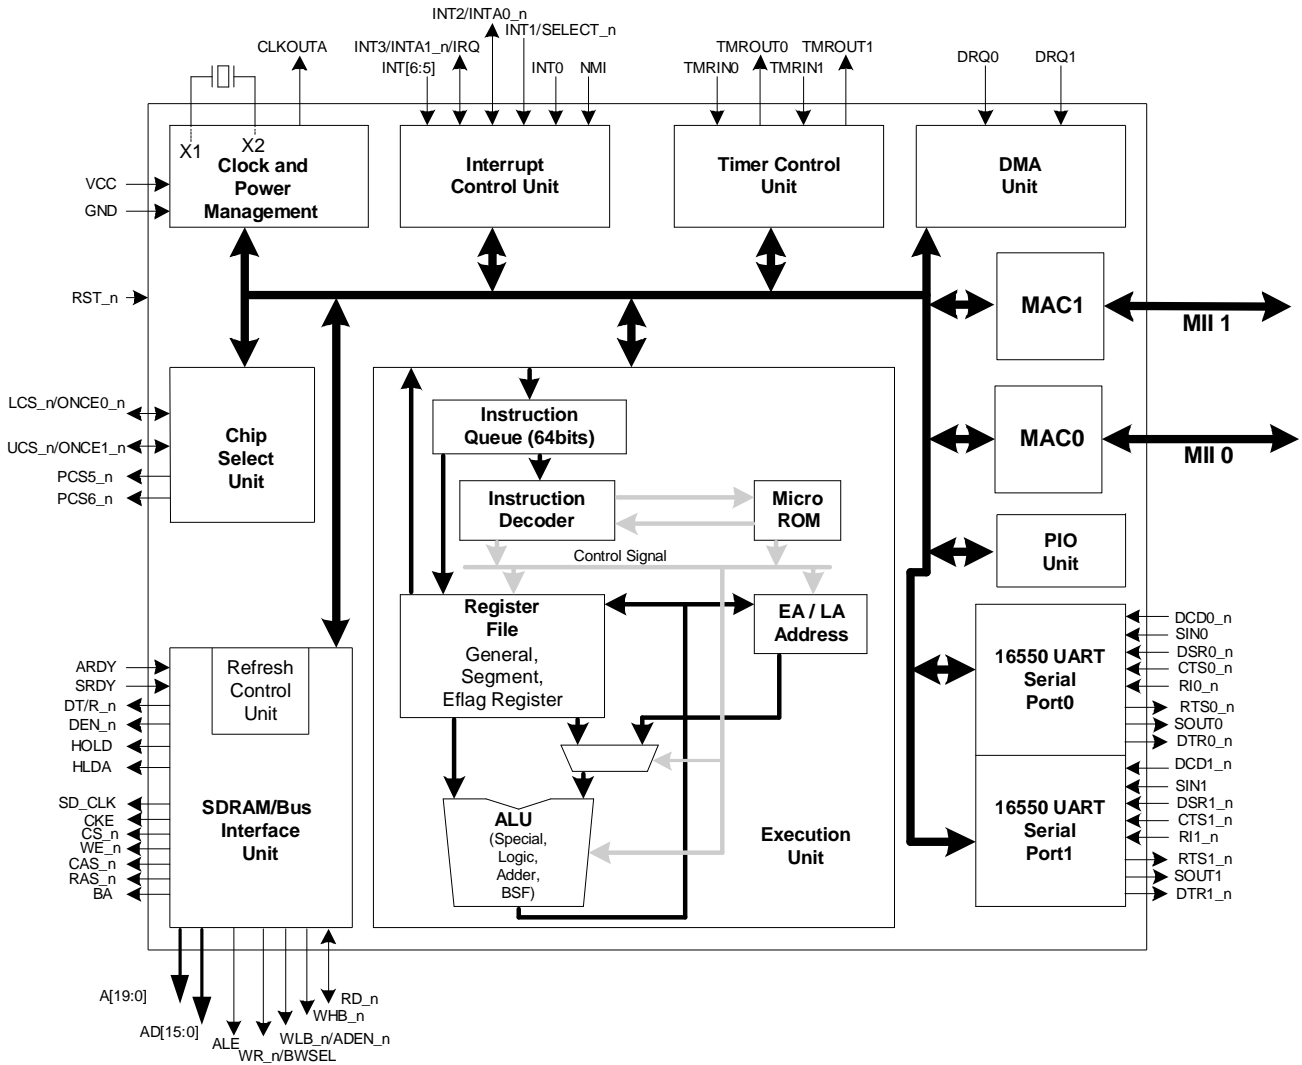 INT2/INTA0_n
INT1/SELECT_n
CLKOUTA
INT3/INTA1_n/IRQ
INT[6:5]
INT0
NMI
TMROUT0
TMROUT1
TMRIN0
TMRIN1
DRQ0
DRQ1
X1
X2
Clock and
Power
Management
Interrupt
Control Unit
Timer Control
Unit
DMA
Unit
VCC
GND
RST_n
MAC1
MII 1
MAC0
MII 0
LCS_n/ONCE0_n
UCS_n/ONCE1_n
PCS5_n
PCS6_n
Chip
Select
Unit
Instruction
Queue (64bits)
Instruction
Decoder
Micro
ROM
Control Signal
PIO
Unit
Register
File
General,
Segment,
Eflag Register
EA / LA
Address
ARDY
SRDY
DT/R_n
DEN_n
HOLD
HLDA
SD_CLK
CKE
CS_n
WE_n
CAS_n
RAS_n
BA
Refresh
Control
Unit
SDRAM/Bus
Interface
Unit
ALU
(Special,
Logic,
Adder,
BSF)
Execution
Unit
16550 UART
Serial
Port0
DCD0_n
SIN0
DSR0_n
CTS0_n
RI0_n
RTS0_n
SOUT0
DTR0_n
16550 UART
Serial
Port1
DCD1_n
SIN1
DSR1_n
CTS1_n
RI1_n
RTS1_n
SOUT1
DTR1_n
A[19:0]
AD[15:0]
ALE
WR_n/BWSEL
WLB_n/ADEN_n
WHB_n
RD_n